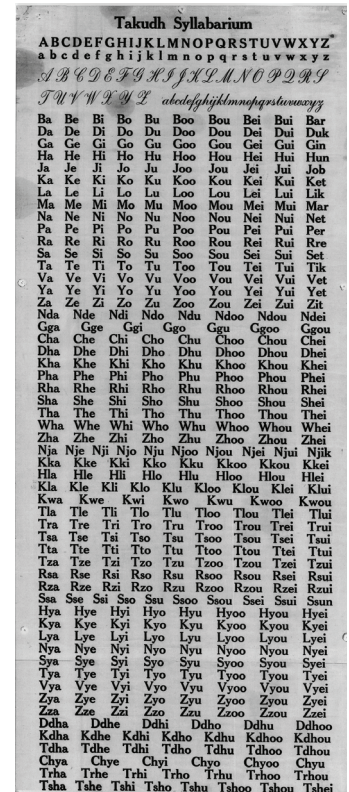 Takudh Syllabarium
A B C D E F G H I J K L M N O P Q R S T U V W X Y Z
a b c d e f g h i j k l m n o p q r s t u v w x y z
A B C D E F G H I J K L M N O P Q R S
T U V W X Y Z abcdefghijklmnopqrstuvwxyz
Ba Be Bi Bo Bu Boo Bou Bei Bui Bar
Da De Di Do Du Doo Dou Dei Dui Duk
Ga Ge Gi Go Gu Goo Gou Gei Gui Gin
Ha He Hi Ho Hu Hoo Hou Hei Hui Hun
Ja Je Ji Jo Ju Joo Jou Jei Jui Job
Ka Ke Ki Ko Ku Koo Kou Kei Kui Ket
La Le Li Lo Lu Loo Lou Lei Lui Lik
Ma Me Mi Mo Mu Moo Mou Mei Mui Mar
Na Ne Ni No Nu Noo Nou Nei Nui Net
Pa Pe Pi Po Pu Poo Pou Pei Pui Per
Ra Re Ri Ro Ru Roo Rou Rei Rui Rre
Sa Se Si So Su Soo Sou Sei Sui Set
Ta Te Ti To Tu Too Tou Tei Tui Tik
Va Ve Vi Vo Vu Voo Vou Vei Vui Vet
Ya Ye Yi Yo Yu Yoo You Yei Yui Yet
Za Ze Zi Zo Zu Zoo Zou Zei Zui Zit
Nda Nde Ndi Ndo Ndu Ndoo Ndou Ndei
Gga Gge Ggi Ggo Ggu Ggoo Ggou
Cha Che Chi Cho Chu Choo Chou Chei
Dha Dhe Dhi Dho Dhu Dhoo Dhou Dhei
Kha Khe Khi Kho Khu Khoo Khou Khei
Pha Phe Phi Pho Phu Phoo Phou Phei
Rha Rhe Rhi Rho Rhu Rhoo Rhou Rhei
Sha She Shi Sho Shu Shoo Shou Shei
Tha The Thi Tho Thu Thoo Thou Thei
Wha Whe Whi Who Whu Whoo Whou Whei
Zha Zhe Zhi Zho Zhu Zhoo Zhou Zhei
Nja Nje Nji Njo Nju Njoo Njou Njei Njui Njik
Kka Kke Kki Kko Kku Kkoo Kkou Kkei
Hla Hle Hli Hlo Hlu Hloo Hlou Hlei
Kla Kle Kli Klo Klu Kloo Klou Klei Klui
Kwa Kwe Kwi Kwo Kwu Kwoo Kwou
Tla Tle Tli Tlo Tlu Tloo Tlou Tlei Tlui
Tra Tre Tri Tro Tru Troo Trou Trei Trui
Tsa Tse Tsi Tso Tsu Tsoo Tsou Tsei Tsui
Tta Tte Tti Tto Ttu Ttoo Ttou Ttei Ttui
Tza Tze Tzi Tzo Tzu Tzoo Tzou Tzei Tzui
Rsa Rse Rsi Rso Rsu Rsoo Rsou Rsei Rsui
Rza Rze Rzi Rzo Rzu Rzoo Rzou Rzei Rzui
Ssa Sse Ssi Sso Ssu Ssoo Ssou Ssei Ssui Ssun
Hya Hye Hyi Hyo Hyu Hyoo Hyou Hyei
Kya Kye Kyi Kyo Kyu Kyoo Kyou Kyei
Lya Lye Lyi Lyo Lyu Lyoo Lyou Lyei
Nya Nye Nyi Nyo Nyu Nyoo Nyou Nyei
Sya Sye Syi Syo Syu Syoo Syou Syei
Tya Tye Tyi Tyo Tyu Tyoo Tyou Tyei
Vya Vye Vyi Vyo Vyu Vyoo Vyou Vyei
Zya Zye Zyi Zyo Zyu Zyoo Zyou Zyei
Zza Zze Zzi Zzo Zzu Zzoo Zzou Zzei
Ddha Ddhe Ddhi Ddho Ddhu Ddhoo
Kdha Kdhe Kdhi Kdho Kdhu Kdhoo Kdhou
Tdha Tdhe Tdhi Tdho Tdhu Tdhoo Tdhou
Chya Chye Chyi Chyo Chyoo Chyu
Trha Trhe Trhi Trho Trhu Trhoo Trhou
Tsha Tshe Tshi Tsho Tshu Tshoo Tshou Tshei